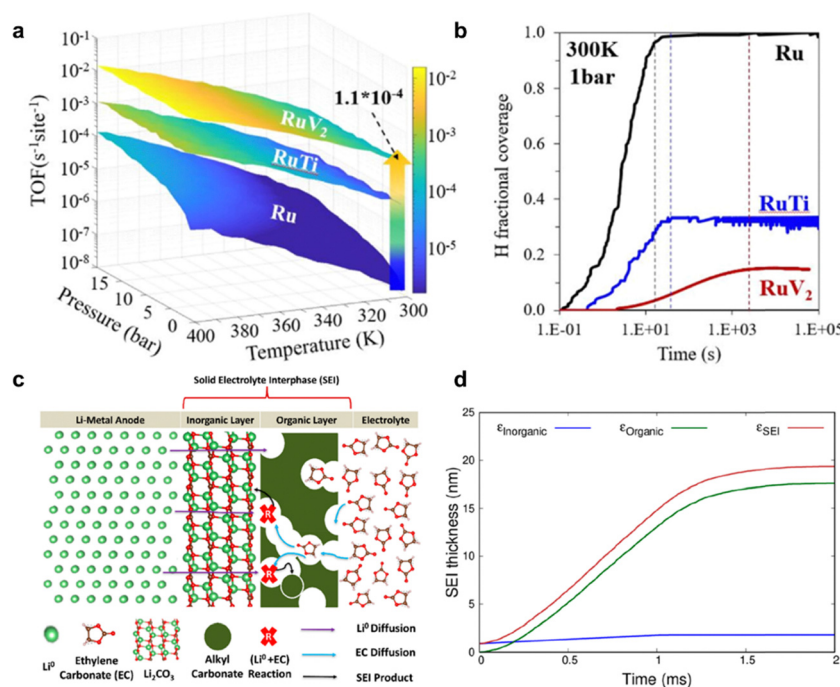 a
TOF(s⁻¹site⁻¹)
10⁻¹
10⁻²
10⁻³
10⁻⁴
10⁻⁵
10⁻⁶
10⁻⁷
10⁻⁸
RuV₂
RuTi
Ru
1.1*10⁻⁴
10⁻²
10⁻³
10⁻⁴
10⁻⁵
15
10
5
0
Pressure (bar)
400
380
360
340
320
300
Temperature (K)
b
H fractional coverage
1.0
0.8
0.6
0.4
0.2
0.0
300K
1bar
Ru
RuTi
RuV₂
1.E-01
1.E+01
1.E+03
1.E+05
Time (s)
c
Solid Electrolyte Interphase (SEI)
Li-Metal Anode
Inorganic Layer
Organic Layer
Electrolyte
R
R
Li⁰
Ethylene
Carbonate (EC)
Li₂CO₃
Alkyl
Carbonate
R
(Li⁰+EC)
Reaction
Li⁰ Diffusion
EC Diffusion
SEI Product
d
SEI thickness (nm)
25
20
15
10
5
0
εInorganic
εOrganic
εSEI
0
0.5
1
1.5
2
Time (ms)